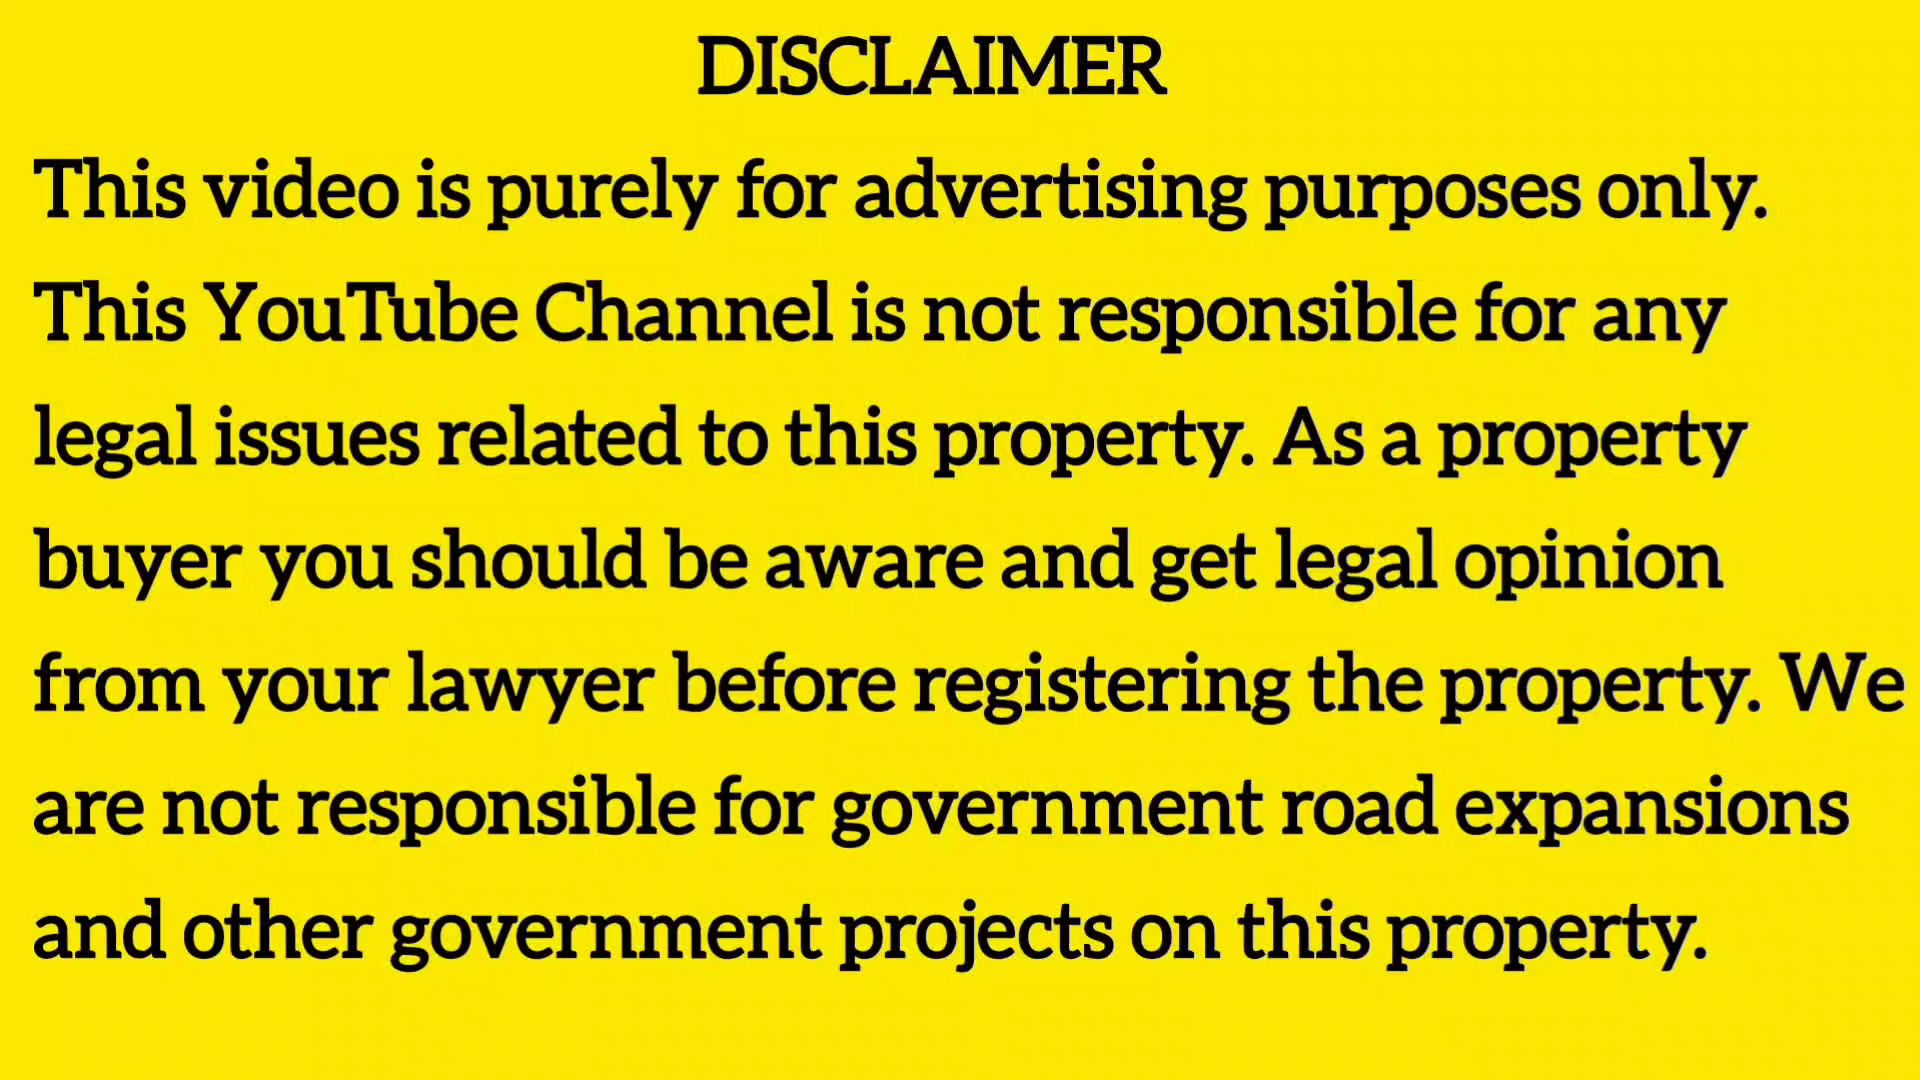 DISCLAIMER
This video is purely for advertising purposes only.
This YouTube Channel is not responsible for any
legal issues related to this property. As a property
buyer you should be aware and get legal opinion
from your lawyer before registering the property. We
are not responsible for government road expansions
and other government projects on this property.